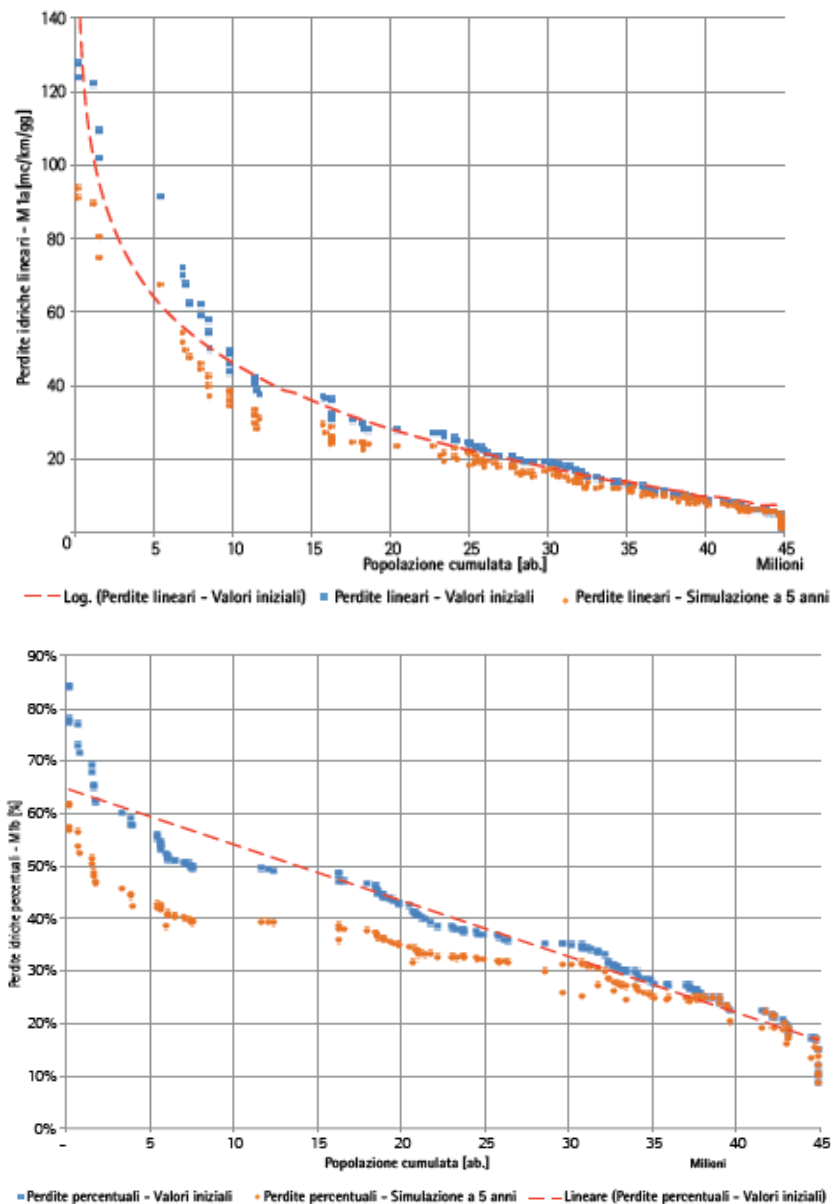 140
120
100
80
60
40
20
0
Perdite idriche lineari - M1a[mc/km/gg]
5 10 15 20 25 30 35 40 45
Popolazione cumulata [ab.] Milioni
Log. (Perdite lineari - Valori iniziali) Perdite lineari - Valori iniziali Perdite lineari - Simulazione a 5 anni
90%
80%
70%
60%
50%
40%
30%
20%
10%
0%
Perdite idriche percentuali - M1b [%]
- 5 10 15 20 25 30 35 40 45
Popolazione cumulata [ab.] Milioni
Perdite percentuali - Valori iniziali Perdite percentuali - Simulazione a 5 anni Lineare (Perdite percentuali - Valori iniziali)